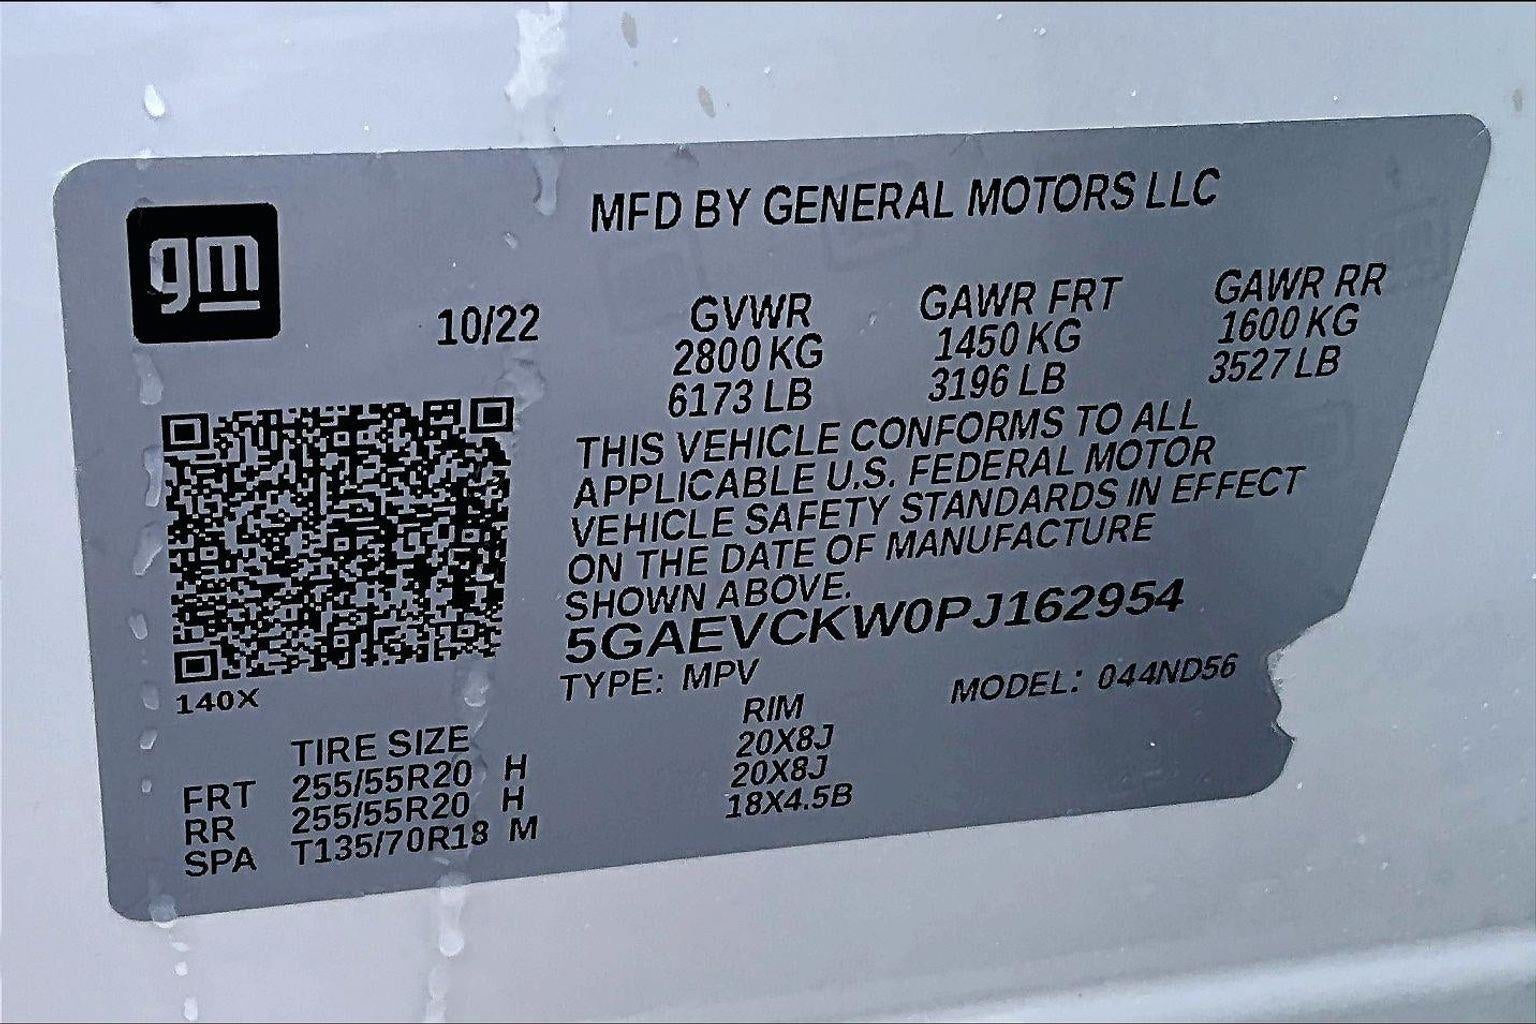 gm
MFD BY GENERAL MOTORS LLC
10/22
GVWR GAWR FRT GAWR RR
2800 KG 1450 KG 1600 KG
6173 LB 3196 LB 3527 LB
THIS VEHICLE CONFORMS TO ALL
APPLICABLE U.S. FEDERAL MOTOR
VEHICLE SAFETY STANDARDS IN EFFECT
ON THE DATE OF MANUFACTURE
SHOWN ABOVE.
5GAEVCKW0PJ162954
TYPE: MPV MODEL: 044ND56
140X
TIRE SIZE RIM
FRT 255/55R20 H 20X8J
RR 255/55R20 H 20X8J
SPA T135/70R18 M 18X4.5B